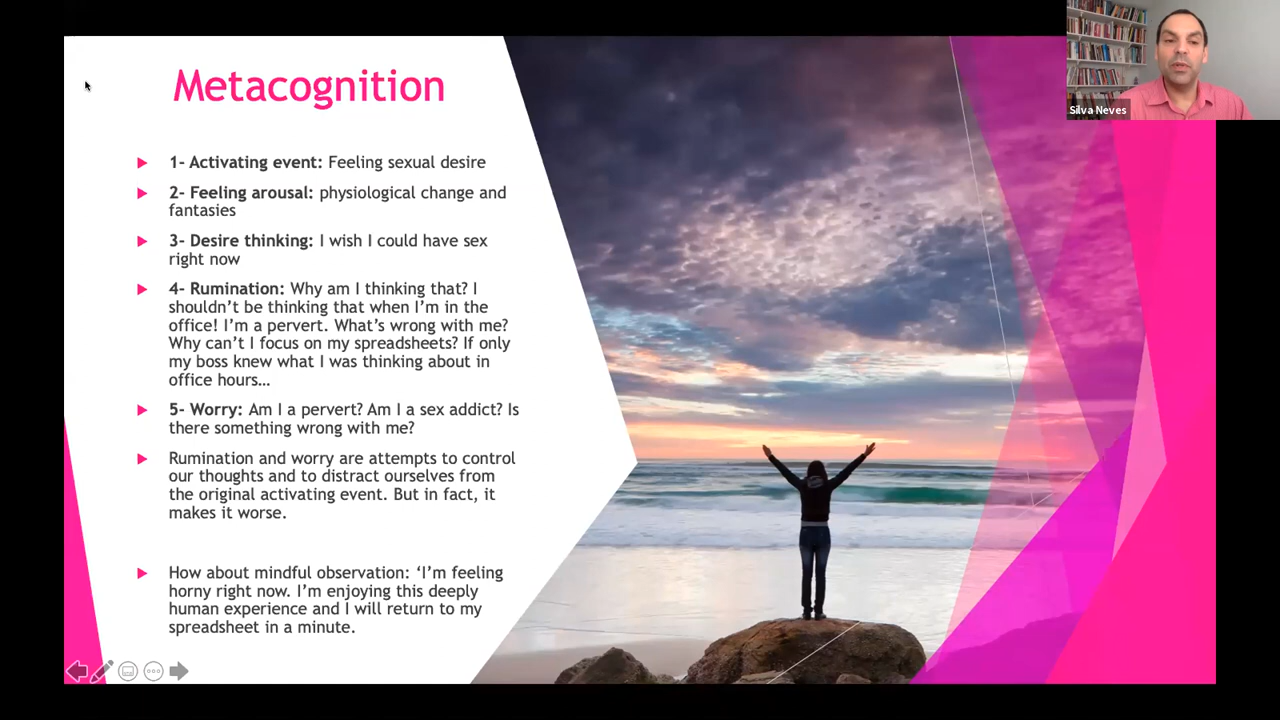 Metacognition
1- Activating event: Feeling sexual desire
2- Feeling arousal: physiological change and
fantasies
3- Desire thinking: I wish I could have sex
right now
4- Rumination: Why am I thinking that? I
shouldn’t be thinking that when I’m in the
office! I’m a pervert. What’s wrong with me?
Why can’t I focus on my spreadsheets? If only
my boss knew what I was thinking about in
office hours…
5- Worry: Am I a pervert? Am I a sex addict? Is
there something wrong with me?
Rumination and worry are attempts to control
our thoughts and to distract ourselves from
the original activating event. But in fact, it
makes it worse.
How about mindful observation: ‘I’m feeling
horny right now. I’m enjoying this deeply
human experience and I will return to my
spreadsheet in a minute.
Silva Neves